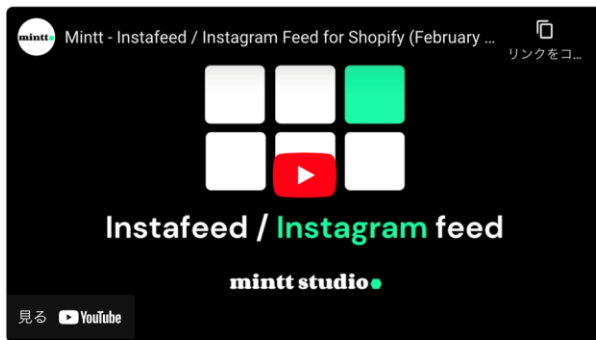 mintt
Mintt - Instafeed / Instagram Feed for Shopify (February ...
リンクをコ...
Instafeed / Instagram feed
mintt studio
見る YouTube